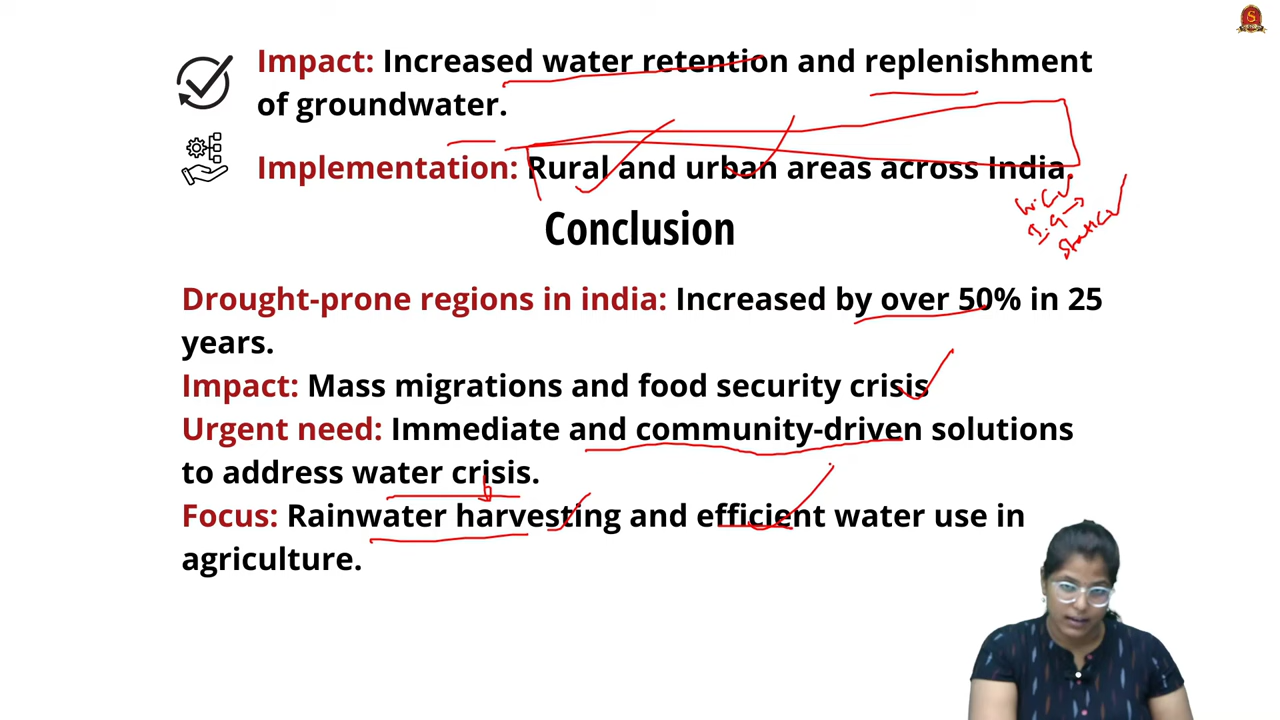 Impact: Increased water retention and replenishment
of groundwater.
Implementation: Rural and urban areas across India.
Conclusion
Drought-prone regions in india: Increased by over 50% in 25
years.
Impact: Mass migrations and food security crisis
Urgent need: Immediate and community-driven solutions
to address water crisis.
Focus: Rainwater harvesting and efficient water use in
agriculture.